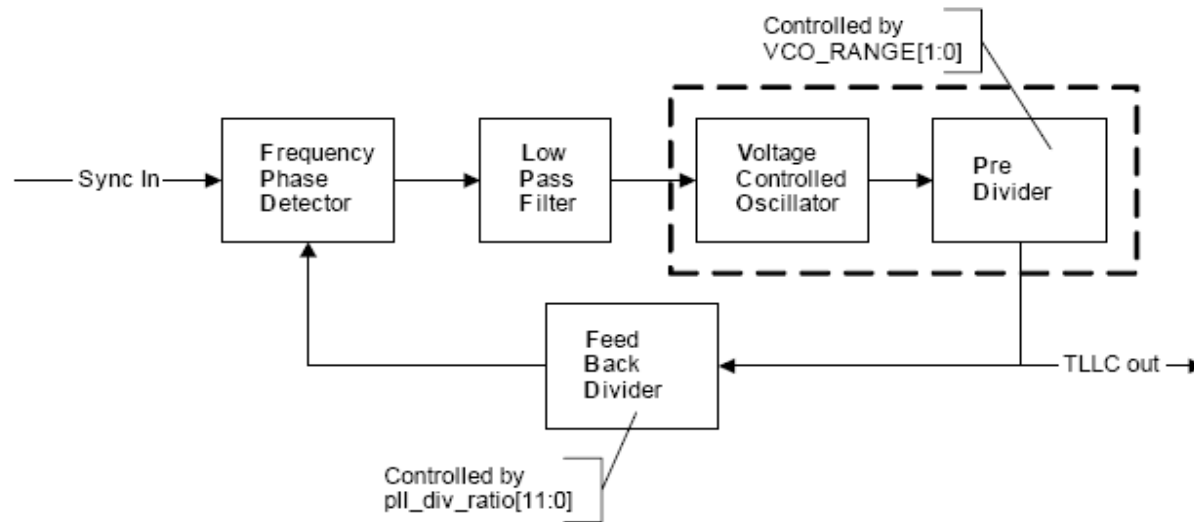 Controlled by
VCO_RANGE[1:0]
Sync In
Frequency
Phase
Detector
Low
Pass
Filter
Voltage
Controlled
Oscillator
Pre
Divider
Feed
Back
Divider
TLLC out
Controlled by
pll_div_ratio[11:0]